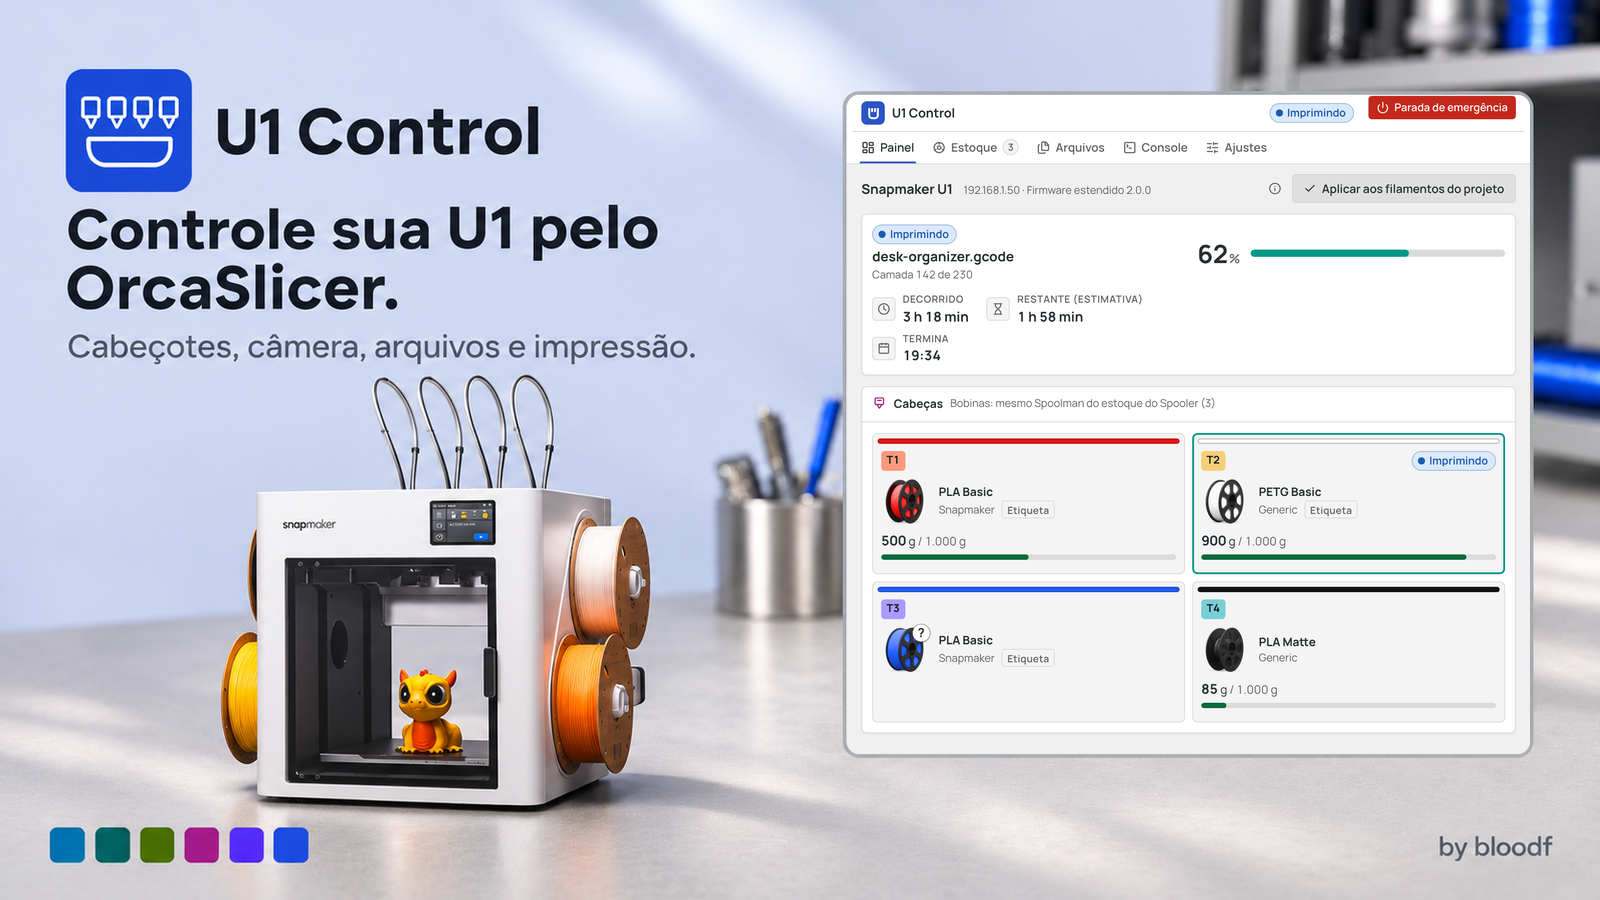 U1 Control
Controle sua U1 pelo
OrcaSlicer.
Cabeçotes, câmera, arquivos e impressão.
snapmaker
U1 Control
Imprimindo
Parada de emergência
Painel
Estoque 3
Arquivos
Console
Ajustes
Snapmaker U1
192.168.1.50 · Firmware estendido 2.0.0
Aplicar aos filamentos do projeto
Imprimindo
desk-organizer.gcode
Camada 142 de 230
62%
DECORRIDO
3 h 18 min
RESTANTE (ESTIMATIVA)
1 h 58 min
TERMINA
19:34
Cabeças
Bobinas: mesmo Spoolman do estoque do Spooler (3)
T1
PLA Basic
Snapmaker
Etiqueta
500 g / 1.000 g
T2
Imprimindo
PETG Basic
Generic
Etiqueta
900 g / 1.000 g
T3
?
PLA Basic
Snapmaker
Etiqueta
T4
PLA Matte
Generic
85 g / 1.000 g
by bloodf